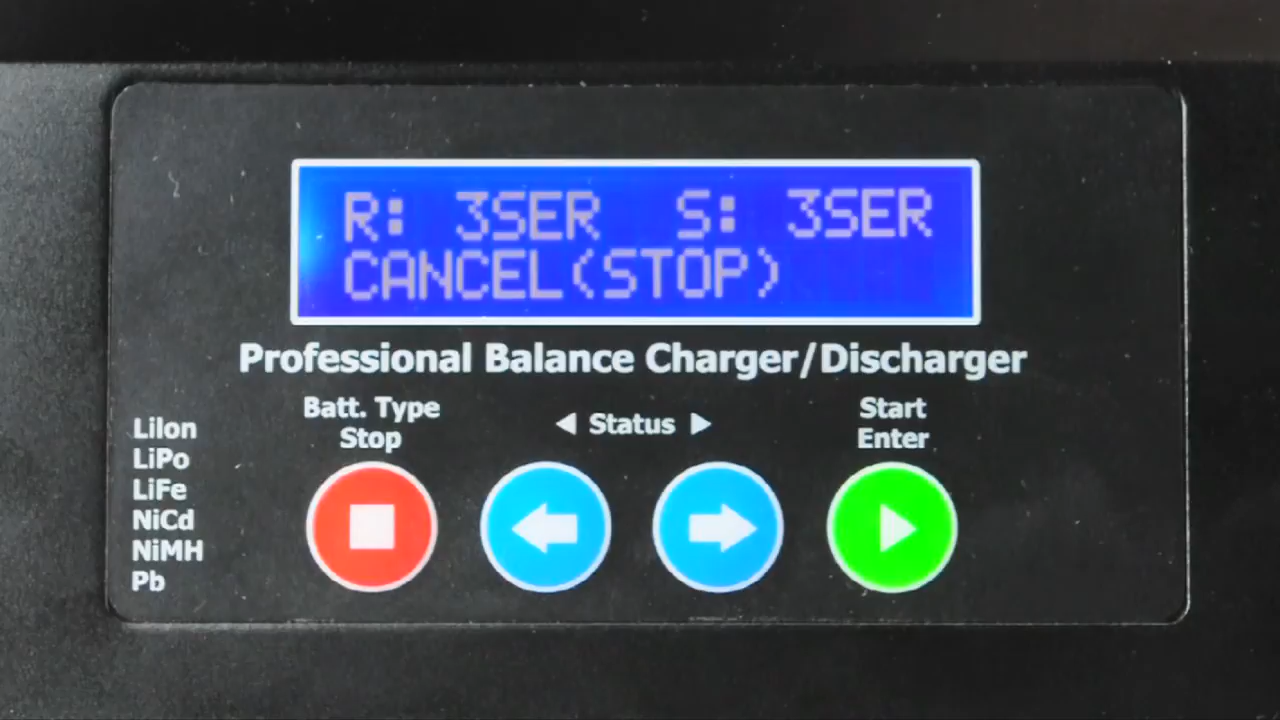 R: 3SER S: 3SER
CANCEL(STOP)
Professional Balance Charger/Discharger
Batt. Type
Stop
◀ Status ▶
Start
Enter
LiIon
LiPo
LiFe
NiCd
NiMH
Pb